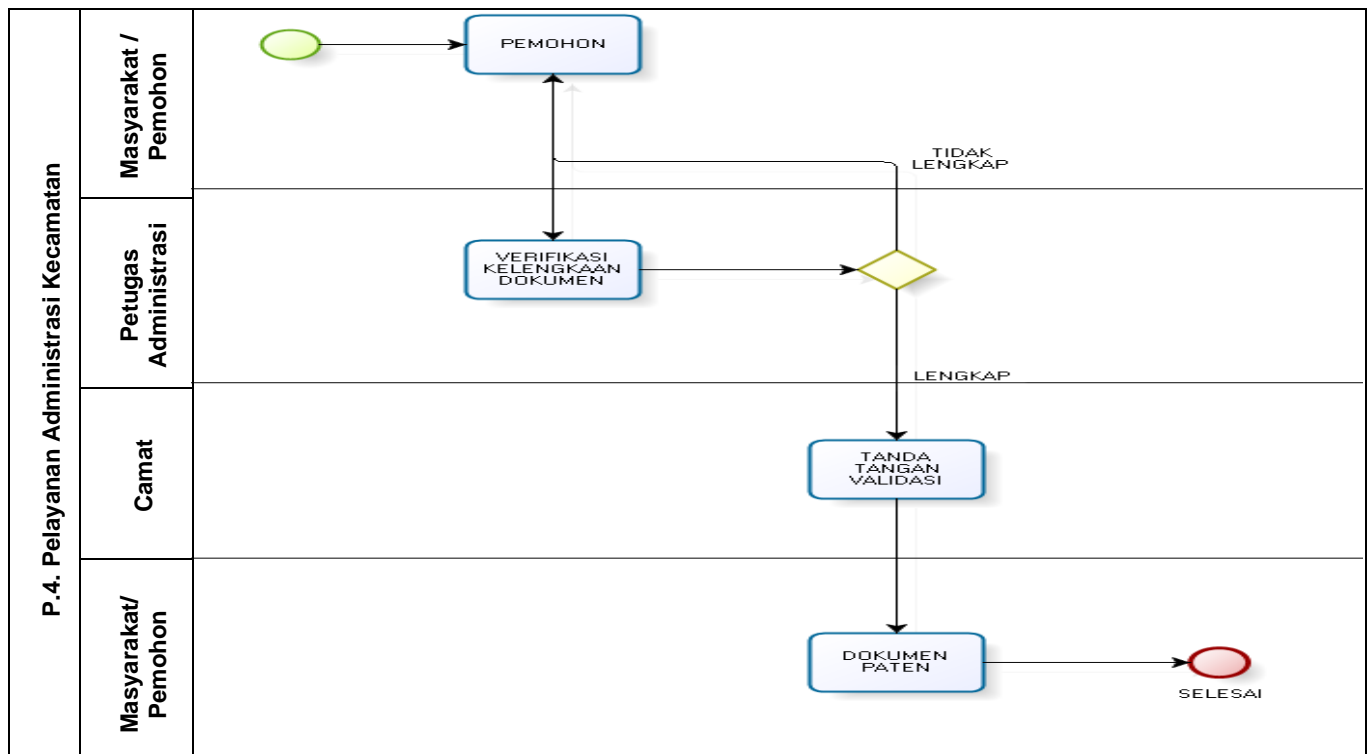 P.4. Pelayanan Administrasi Kecamatan
Masyarakat /
Pemohon
PEMOHON
TIDAK
LENGKAP
Petugas
Administrasi
VERIFIKASI
KELENGKAAN
DOKUMEN
LENGKAP
Camat
TANDA
TANGAN
VALIDASI
Masyarakat/
Pemohon
DOKUMEN
PATEN
SELESAI